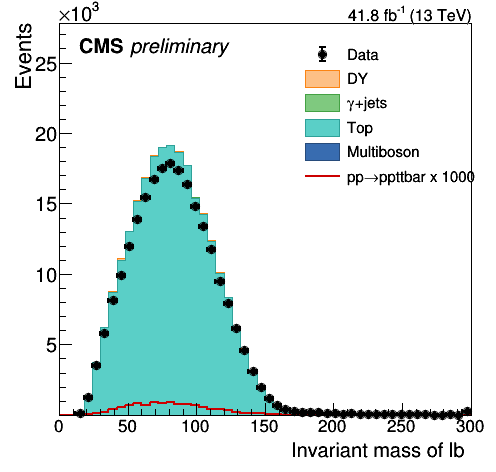 ×10³
41.8 fb⁻¹ (13 TeV)
CMS preliminary
Events
Data
DY
γ+jets
Top
Multiboson
pp→ppttbar x 1000
25
20
15
10
5
0 50 100 150 200 250 300
Invariant mass of lb